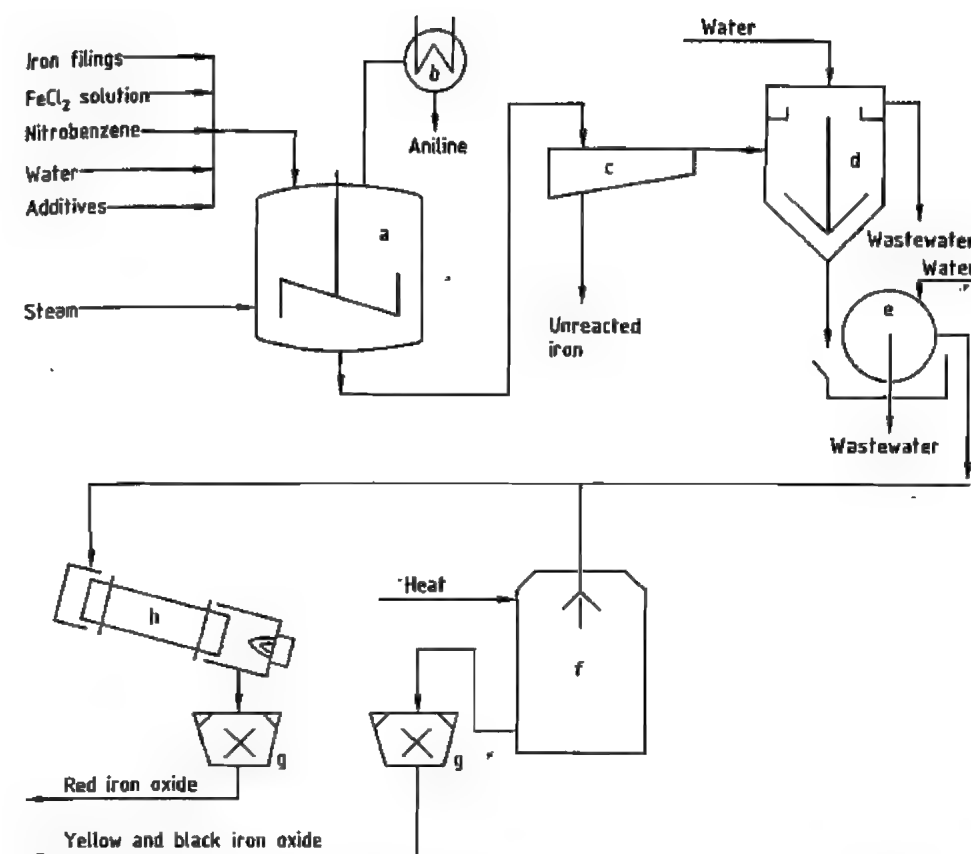 Iron filings
FeCl₂ solution
Nitrobenzene
Water
Additives
Steam
a
b
Aniline
c
Unreacted
iron
Water
d
Wastewater
Water
e
Wastewater
h
g
Red iron oxide
Heat
f
g
Yellow and black iron oxide